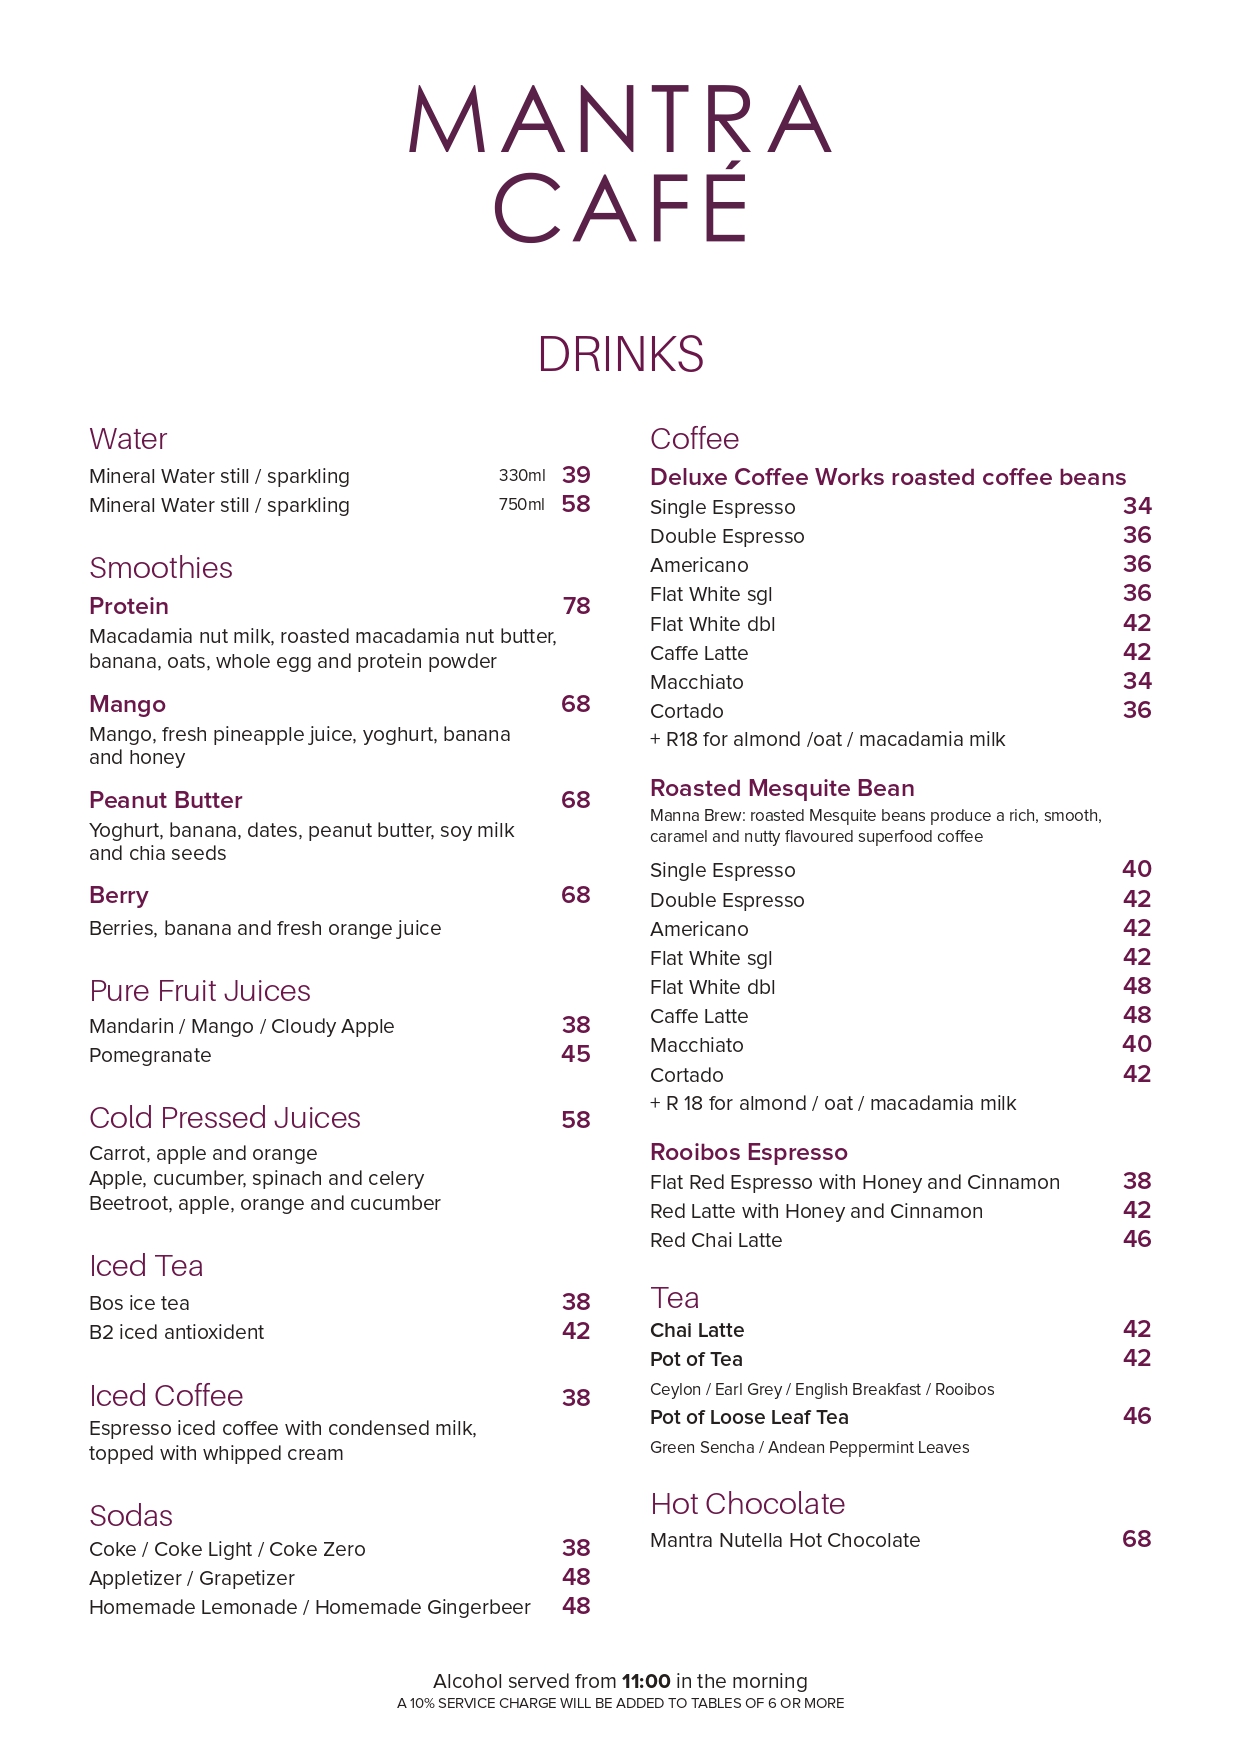 MANTRA
CAFÉ
DRINKS
Water
Mineral Water still / sparkling 330ml 39
Mineral Water still / sparkling 750ml 58
Smoothies
Protein 78
Macadamia nut milk, roasted macadamia nut butter,
banana, oats, whole egg and protein powder
Mango 68
Mango, fresh pineapple juice, yoghurt, banana
and honey
Peanut Butter 68
Yoghurt, banana, dates, peanut butter, soy milk
and chia seeds
Berry 68
Berries, banana and fresh orange juice
Pure Fruit Juices
Mandarin / Mango / Cloudy Apple 38
Pomegranate 45
Cold Pressed Juices 58
Carrot, apple and orange
Apple, cucumber, spinach and celery
Beetroot, apple, orange and cucumber
Iced Tea
Bos ice tea 38
B2 iced antioxident 42
Iced Coffee 38
Espresso iced coffee with condensed milk,
topped with whipped cream
Sodas
Coke / Coke Light / Coke Zero 38
Appletizer / Grapetizer 48
Homemade Lemonade / Homemade Gingerbeer 48
Coffee
Deluxe Coffee Works roasted coffee beans
Single Espresso 34
Double Espresso 36
Americano 36
Flat White sgl 36
Flat White dbl 42
Caffe Latte 42
Macchiato 34
Cortado 36
+ R18 for almond /oat / macadamia milk
Roasted Mesquite Bean
Manna Brew: roasted Mesquite beans produce a rich, smooth,
caramel and nutty flavoured superfood coffee
Single Espresso 40
Double Espresso 42
Americano 42
Flat White sgl 42
Flat White dbl 48
Caffe Latte 48
Macchiato 40
Cortado 42
+ R 18 for almond / oat / macadamia milk
Rooibos Espresso
Flat Red Espresso with Honey and Cinnamon 38
Red Latte with Honey and Cinnamon 42
Red Chai Latte 46
Tea
Chai Latte 42
Pot of Tea 42
Ceylon / Earl Grey / English Breakfast / Rooibos
Pot of Loose Leaf Tea 46
Green Sencha / Andean Peppermint Leaves
Hot Chocolate
Mantra Nutella Hot Chocolate 68
Alcohol served from 11:00 in the morning
A 10% SERVICE CHARGE WILL BE ADDED TO TABLES OF 6 OR MORE